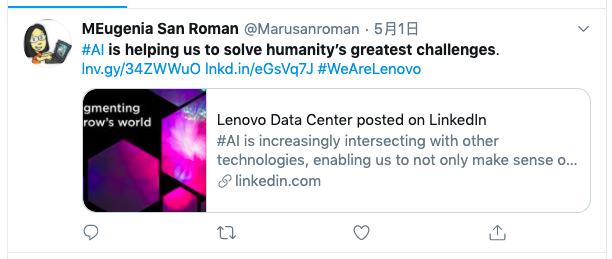 MEugenia San Roman @Marusanroman · 5月1日
#AI is helping us to solve humanity's greatest challenges.
lnv.gy/34ZWWuO lnkd.in/eGsVq7J #WeAreLenovo
gmenting
row's world
Lenovo Data Center posted on LinkedIn
#AI is increasingly intersecting with other
technologies, enabling us to not only make sense o...
linkedin.com